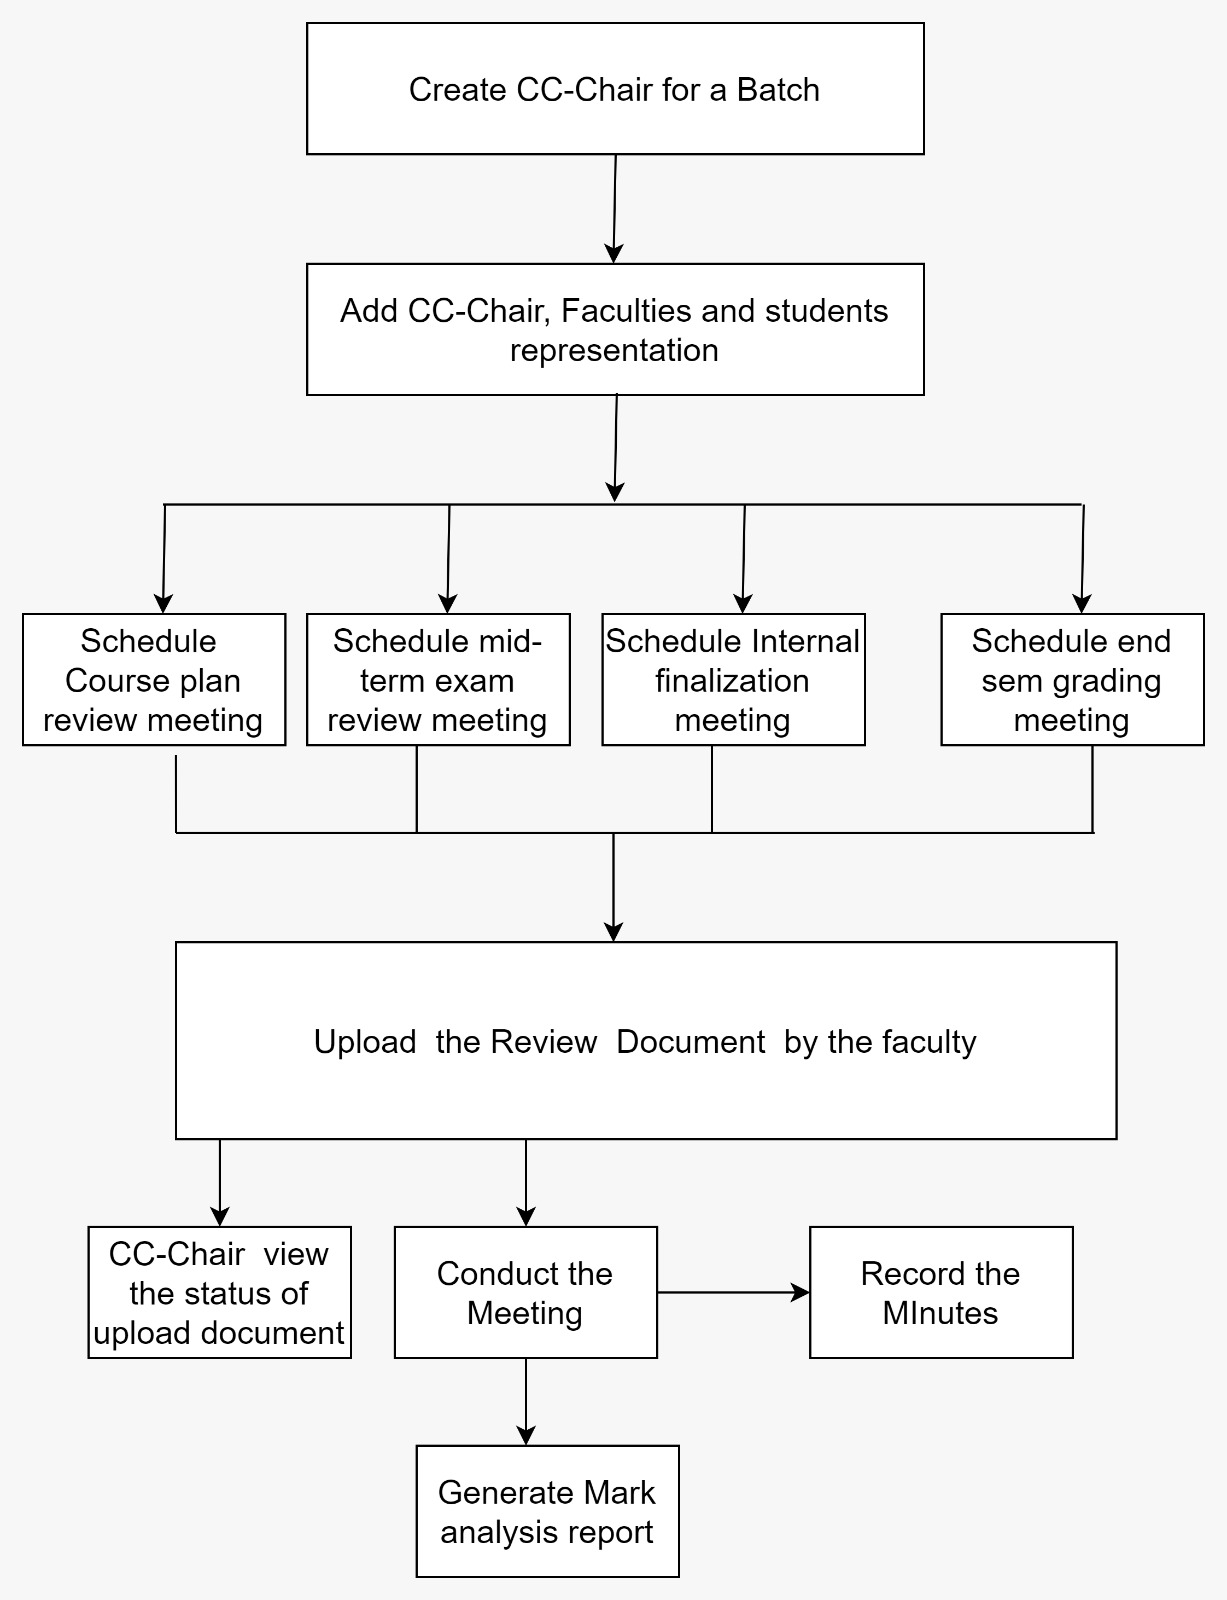 Create CC-Chair for a Batch
Add CC-Chair, Faculties and students
representation
Schedule
Course plan
review meeting
Schedule mid-
term exam
review meeting
Schedule Internal
finalization
meeting
Schedule end
sem grading
meeting
Upload the Review Document by the faculty
CC-Chair view
the status of
upload document
Conduct the
Meeting
Record the
MInutes
Generate Mark
analysis report